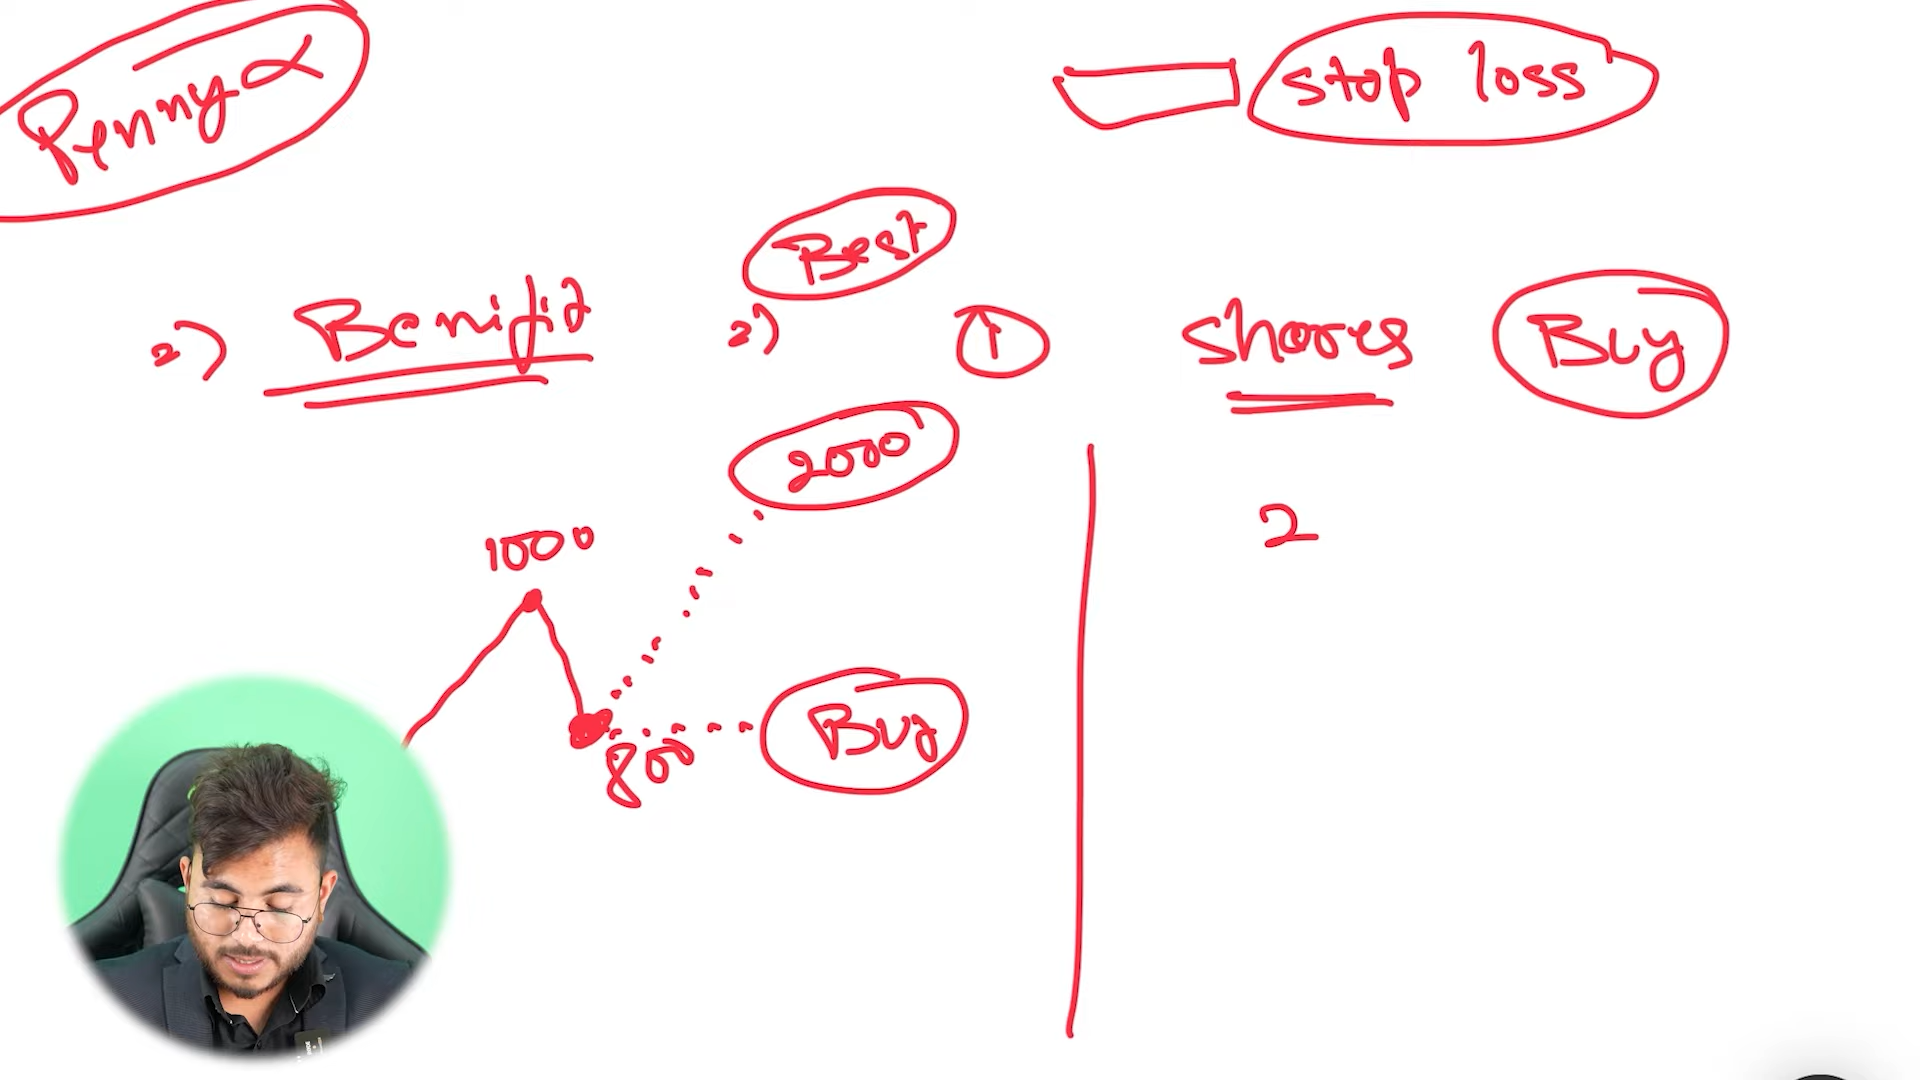 Penny
stop loss
Best
2) Benifit 2) 1 shares Buy
2000
1000
2
800
Buy